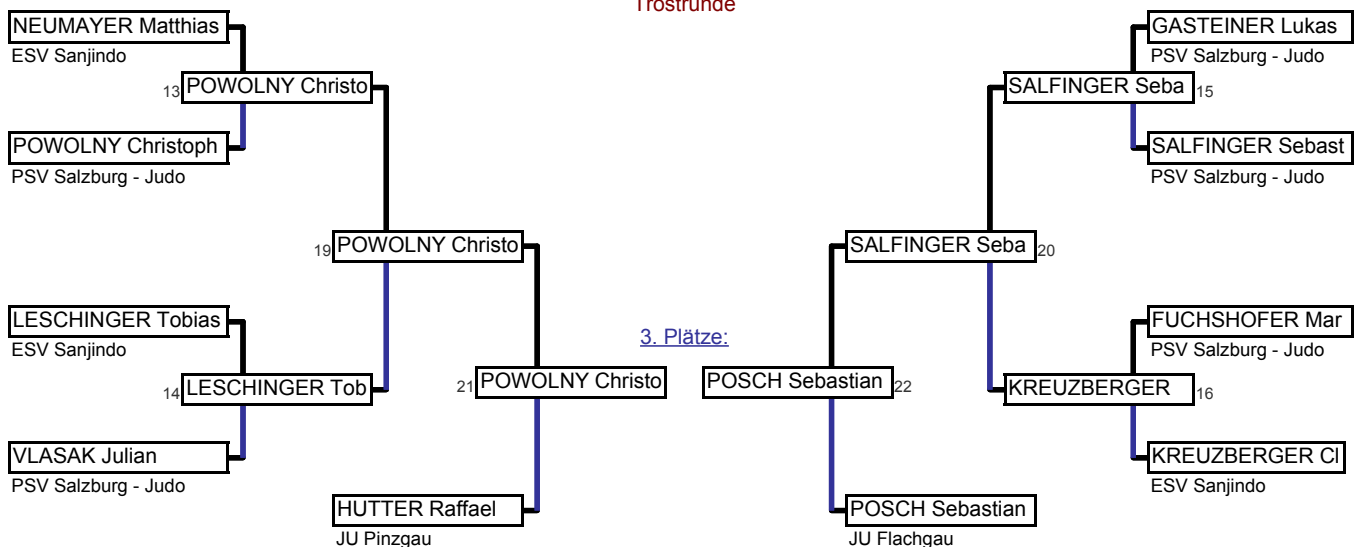 Trostrunde
NEUMAYER Matthias
ESV Sanjindo
13 POWOLNY Christo
POWOLNY Christoph
PSV Salzburg - Judo
19 POWOLNY Christo
LESCHINGER Tobias
ESV Sanjindo
14 LESCHINGER Tob
VLASAK Julian
PSV Salzburg - Judo
21 POWOLNY Christo
HUTTER Raffael
JU Pinzgau
3. Plätze:
GASTEINER Lukas
PSV Salzburg - Judo
SALFINGER Seba 15
SALFINGER Sebast
PSV Salzburg - Judo
SALFINGER Seba 20
FUCHSHOFER Mar
PSV Salzburg - Judo
KREUZBERGER 16
KREUZBERGER Cl
ESV Sanjindo
POSCH Sebastian 22
POSCH Sebastian
JU Flachgau